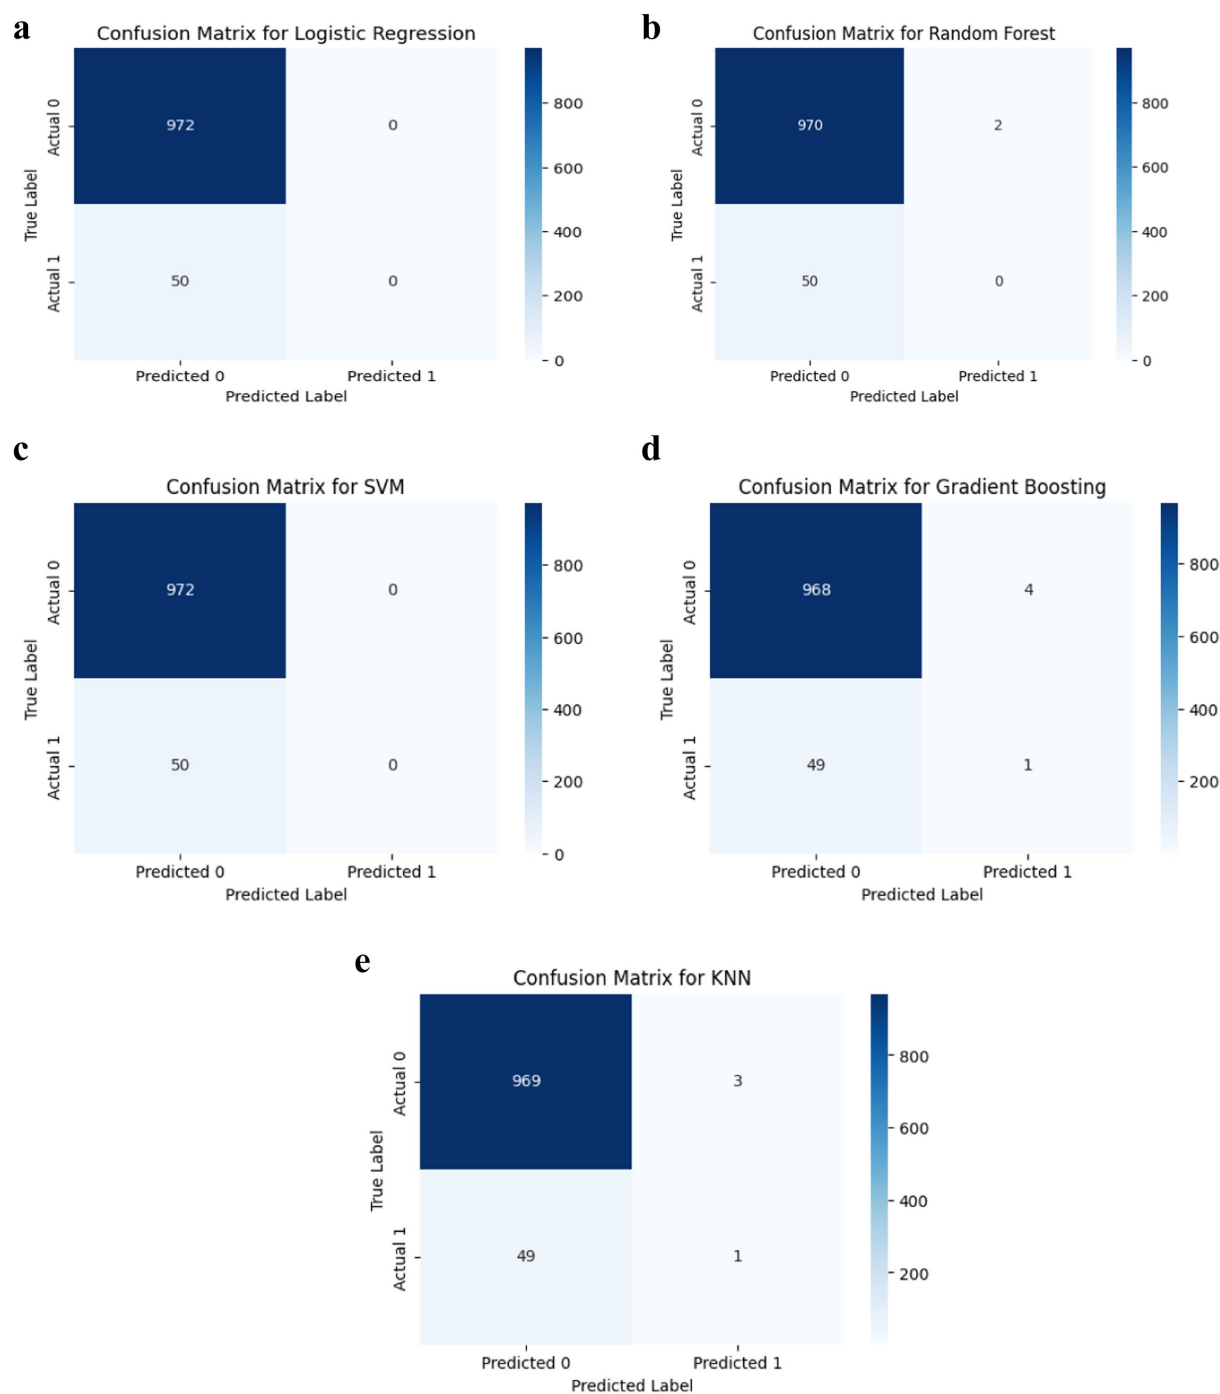 a
Confusion Matrix for Logistic Regression
Actual 0
Actual 1
True Label
972
0
50
0
Predicted 0
Predicted 1
Predicted Label
800
600
400
200
0
b
Confusion Matrix for Random Forest
Actual 0
Actual 1
True Label
970
2
50
0
Predicted 0
Predicted 1
Predicted Label
800
600
400
200
0
c
Confusion Matrix for SVM
Actual 0
Actual 1
True Label
972
0
50
0
Predicted 0
Predicted 1
Predicted Label
800
600
400
200
0
d
Confusion Matrix for Gradient Boosting
Actual 0
Actual 1
True Label
968
4
49
1
Predicted 0
Predicted 1
Predicted Label
800
600
400
200
e
Confusion Matrix for KNN
Actual 0
Actual 1
True Label
969
3
49
1
Predicted 0
Predicted 1
Predicted Label
800
600
400
200